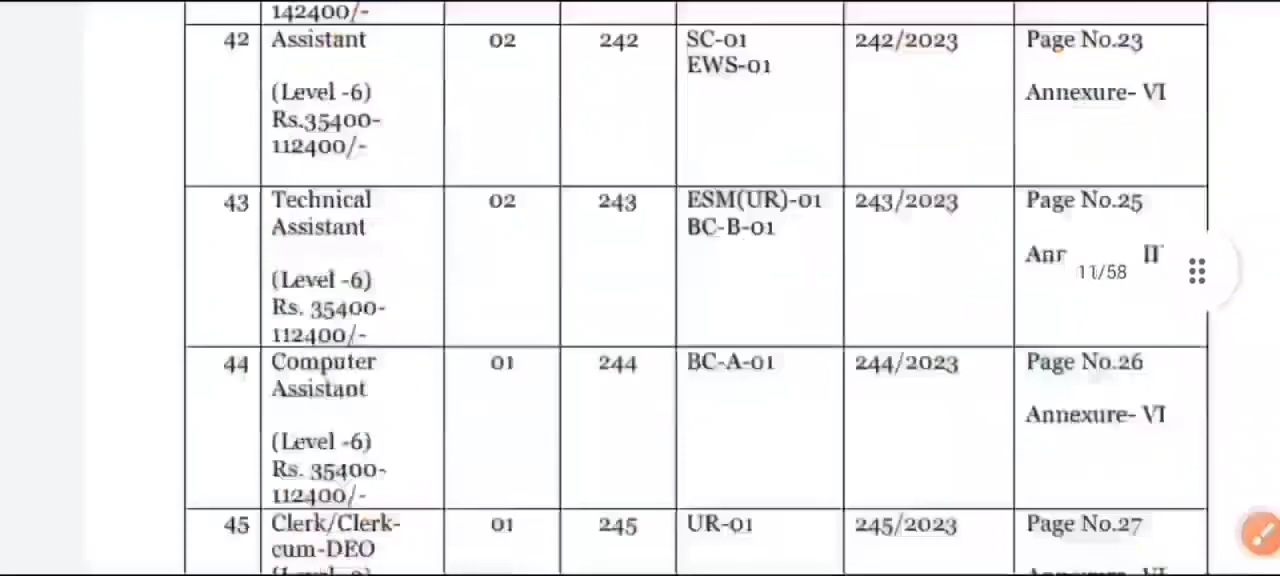 142400/-
42 Assistant 02 242 SC-01 242/2023 Page No.23
EWS-01
(Level -6) Annexure- VI
Rs.35400-
112400/-
43 Technical 02 243 ESM(UR)-01 243/2023 Page No.25
Assistant BC-B-01
(Level -6)
11/58
Rs. 35400-
112400/-
44 Computer 01 244 BC-A-01 244/2023 Page No.26
Assistant
Annexure- VI
(Level -6)
Rs. 35400-
112400/-
45 Clerk/Clerk- 01 245 UR-01 245/2023 Page No.27
cum-DEO